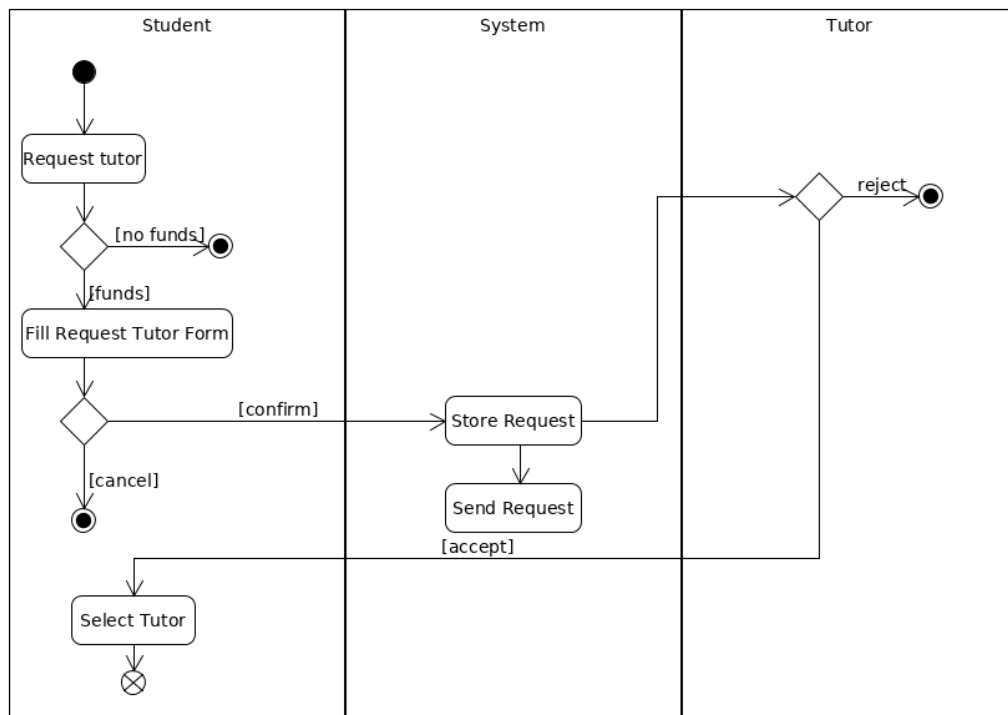 Student
System
Tutor
Request tutor
reject
[no funds]
[funds]
Fill Request Tutor Form
[confirm]
Store Request
[cancel]
Send Request
[accept]
Select Tutor